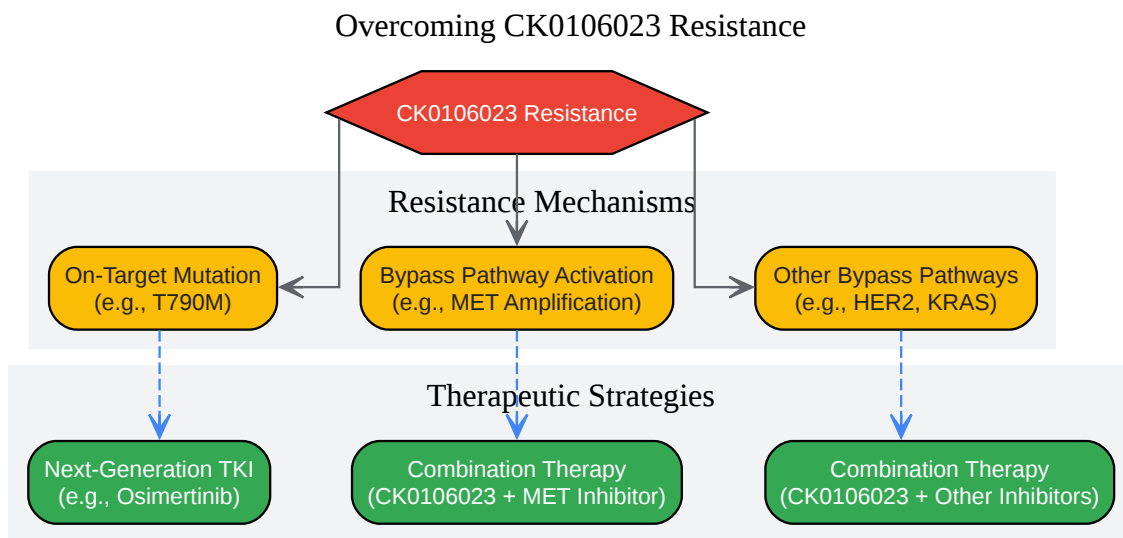 Overcoming CK0106023 Resistance
CK0106023 Resistance
Resistance Mechanisms
On-Target Mutation
(e.g., T790M)
Bypass Pathway Activation
(e.g., MET Amplification)
Other Bypass Pathways
(e.g., HER2, KRAS)
Therapeutic Strategies
Next-Generation TKI
(e.g., Osimertinib)
Combination Therapy
(CK0106023 + MET Inhibitor)
Combination Therapy
(CK0106023 + Other Inhibitors)